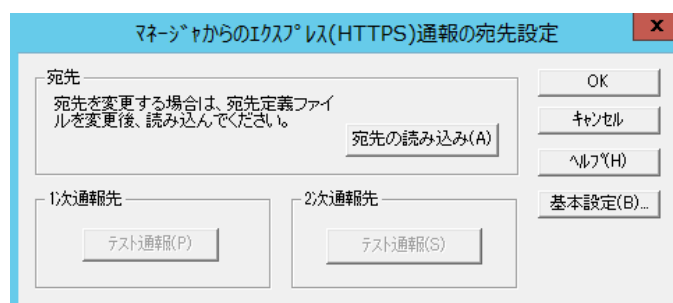 マネージャからのエクスプレス(HTTPS)通報の宛先設定
x
宛先
宛先を変更する場合は、宛先定義ファイ
ルを変更後、読み込んでください。
宛先の読み込み(A)
OK
キャンセル
ヘルプ(H)
基本設定(B)...
1次通報先
テスト通報(P)
2次通報先
テスト通報(S)